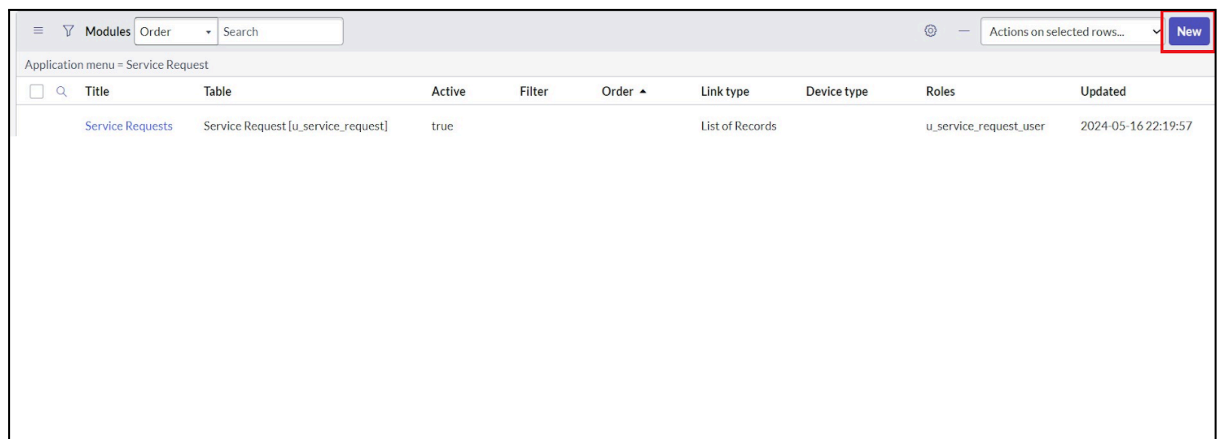 Modules Order Search Actions on selected rows... New
Application menu = Service Request
Title Table Active Filter Order Link type Device type Roles Updated
Service Requests Service Request [u_service_request] true List of Records u_service_request_user 2024-05-16 22:19:57